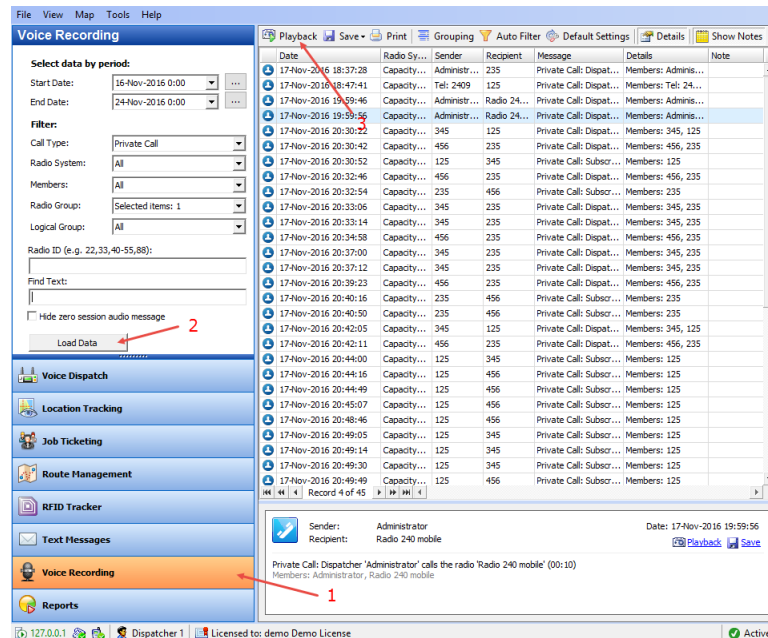 File View Map Tools Help
Voice Recording
Select data by period:
Start Date: 16-Nov-2016 0:00 ...
End Date: 24-Nov-2016 0:00 ...
Filter:
Call Type: Private Call
Radio System: All
Members: All
Radio Group: Selected items: 1
Logical Group: All
Radio ID (e.g. 22,33,40-55,88):
Find Text:
Hide zero session audio message
2
Load Data
Voice Dispatch
Location Tracking
Job Ticketing
Route Management
RFID Tracker
Text Messages
Voice Recording
1
Reports
Playback Save Print Grouping Auto Filter Default Settings Details Show Notes
Date Radio Sy... Sender Recipient Message Details Note
17-Nov-2016 18:37:28 Capacity... Administr... 235 Private Call: Dispat... Members: Adminis...
17-Nov-2016 18:47:41 Capacity... Tel: 2409 125 Private Call: Dispat... Members: Tel: 24...
17-Nov-2016 19:59:46 Capacity... Administr... Radio 24... Private Call: Dispat... Members: Adminis...
17-Nov-2016 19:59:56 Capacity... Administr... Radio 24... Private Call: Dispat... Members: Adminis...
3
17-Nov-2016 20:30:22 Capacity... 345 125 Private Call: Dispat... Members: 345, 125
17-Nov-2016 20:30:42 Capacity... 456 235 Private Call: Dispat... Members: 456, 235
17-Nov-2016 20:30:52 Capacity... 125 345 Private Call: Subscr... Members: 125
17-Nov-2016 20:32:46 Capacity... 456 235 Private Call: Dispat... Members: 456, 235
17-Nov-2016 20:32:54 Capacity... 235 456 Private Call: Subscr... Members: 235
17-Nov-2016 20:33:06 Capacity... 345 235 Private Call: Dispat... Members: 345, 235
17-Nov-2016 20:33:14 Capacity... 345 235 Private Call: Dispat... Members: 345, 235
17-Nov-2016 20:34:58 Capacity... 456 235 Private Call: Dispat... Members: 456, 235
17-Nov-2016 20:37:00 Capacity... 345 235 Private Call: Dispat... Members: 345, 235
17-Nov-2016 20:37:12 Capacity... 345 235 Private Call: Dispat... Members: 345, 235
17-Nov-2016 20:39:23 Capacity... 456 235 Private Call: Dispat... Members: 456, 235
17-Nov-2016 20:40:16 Capacity... 235 456 Private Call: Subscr... Members: 235
17-Nov-2016 20:40:50 Capacity... 235 456 Private Call: Subscr... Members: 235
17-Nov-2016 20:42:05 Capacity... 345 125 Private Call: Dispat... Members: 345, 125
17-Nov-2016 20:42:11 Capacity... 456 235 Private Call: Dispat... Members: 456, 235
17-Nov-2016 20:44:00 Capacity... 125 345 Private Call: Subscr... Members: 125
17-Nov-2016 20:44:16 Capacity... 125 345 Private Call: Subscr... Members: 125
17-Nov-2016 20:44:49 Capacity... 125 345 Private Call: Subscr... Members: 125
17-Nov-2016 20:45:07 Capacity... 125 345 Private Call: Subscr... Members: 125
17-Nov-2016 20:48:46 Capacity... 125 456 Private Call: Subscr... Members: 125
17-Nov-2016 20:49:05 Capacity... 125 345 Private Call: Subscr... Members: 125
17-Nov-2016 20:49:14 Capacity... 125 345 Private Call: Subscr... Members: 125
17-Nov-2016 20:49:30 Capacity... 125 345 Private Call: Subscr... Members: 125
17-Nov-2016 20:49:49 Capacity... 125 456 Private Call: Subscr... Members: 125
Record 4 of 45
Sender: Administrator Date: 17-Nov-2016 19:59:56
Recipient: Radio 240 mobile Playback Save
Private Call: Dispatcher 'Administrator' calls the radio 'Radio 240 mobile' (00:10)
Members: Administrator, Radio 240 mobile
127.0.0.1 Dispatcher 1 Licensed to: demo Demo License Active